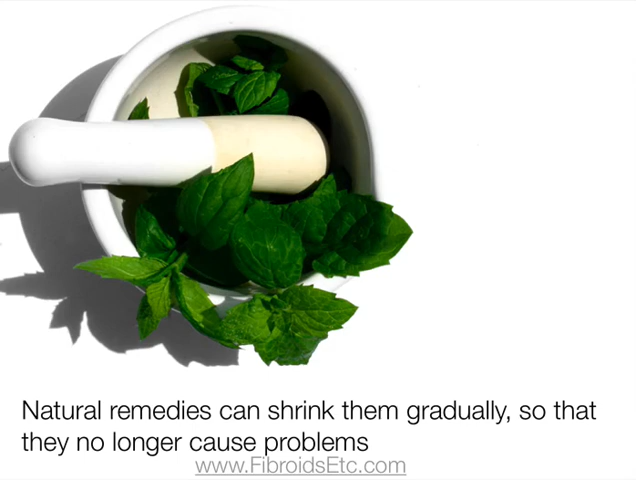 Natural remedies can shrink them gradually, so that
they no longer cause problems
www.FibroidsEtc.com